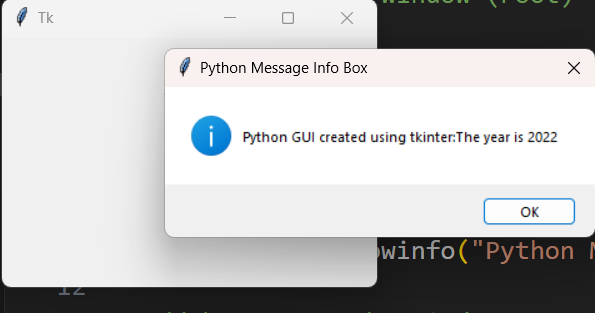 window (root)
Tk
Python Message Info Box
Python GUI created using tkinter:The year is 2022
OK
owinfo("Python M
12